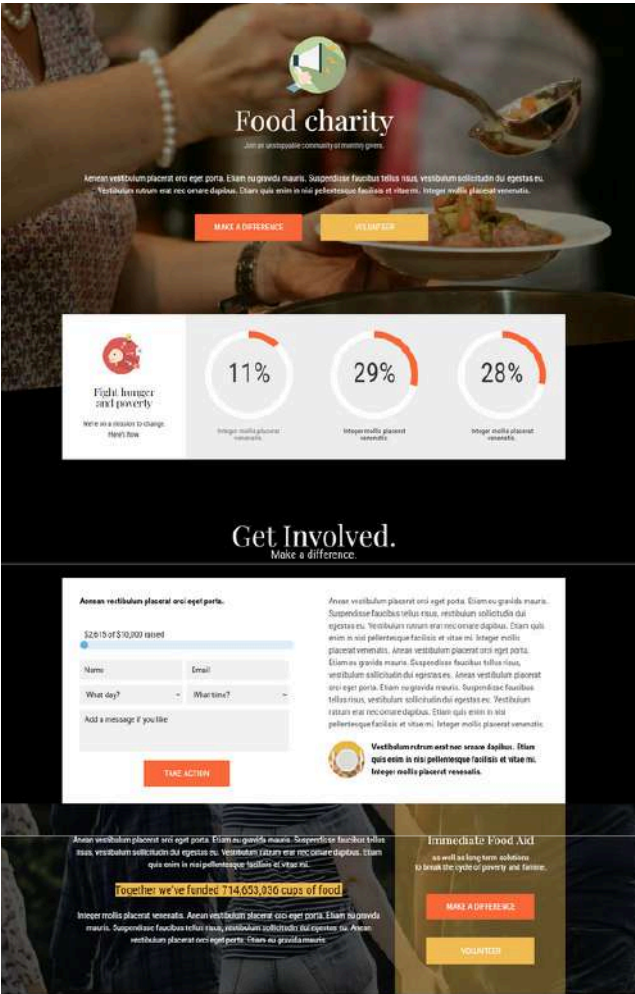 Food charity
Join an unstoppable community of monthly givers.
Aenean vestibulum placerat orci eget porta. Etiam eu gravida mauris. Suspendisse faucibus tellus risus, vestibulum sollicitudin dui egestas eu.
Vestibulum rutrum erat nec ornare dapibus. Etiam quis enim in nisi pellentesque facilisis et vitae mi. Integer mollis placerat venenatis.
MAKE A DIFFERENCE
VOLUNTEER
Fight hunger
and poverty
We're on a mission to change.
Here's how.
11%
Integer mollis placerat
venenatis.
29%
Integer mollis placerat
venenatis.
28%
Integer mollis placerat
venenatis.
Get Involved.
Make a difference.
Aenean vestibulum placerat orci eget porta.
$2,615 of $10,000 raised
Name
Email
What day?
What time?
Add a message if you like
TAKE ACTION
Aenean vestibulum placerat orci eget porta. Etiam eu gravida mauris.
Suspendisse faucibus tellus risus, vestibulum sollicitudin dui
egestas eu. Vestibulum rutrum erat nec ornare dapibus. Etiam quis
enim in nisi pellentesque facilisis et vitae mi. Integer mollis
placerat venenatis. Aenean vestibulum placerat orci eget porta.
Etiam eu gravida mauris. Suspendisse faucibus tellus risus,
vestibulum sollicitudin dui egestas eu. Aenean vestibulum placerat
orci eget porta. Etiam eu gravida mauris. Suspendisse faucibus
tellus risus, vestibulum sollicitudin dui egestas eu. Vestibulum
rutrum erat nec ornare dapibus. Etiam quis enim in nisi
pellentesque facilisis et vitae mi. Integer mollis placerat venenatis.
Vestibulum rutrum erat nec ornare dapibus. Etiam
quis enim in nisi pellentesque facilisis et vitae mi.
Integer mollis placerat venenatis.
Aenean vestibulum placerat orci eget porta. Etiam eu gravida mauris. Suspendisse faucibus tellus
risus, vestibulum sollicitudin dui egestas eu. Vestibulum rutrum erat nec ornare dapibus. Etiam
quis enim in nisi pellentesque facilisis et vitae mi.
Together we've funded 714,653,036 cups of food.
Integer mollis placerat venenatis. Aenean vestibulum placerat orci eget porta. Etiam eu gravida
mauris. Suspendisse faucibus tellus risus, vestibulum sollicitudin dui egestas eu. Aenean
vestibulum placerat orci eget porta. Etiam eu gravida mauris.
Immediate Food Aid
as well as long term solutions
to break the cycle of poverty and famine.
MAKE A DIFFERENCE
VOLUNTEER